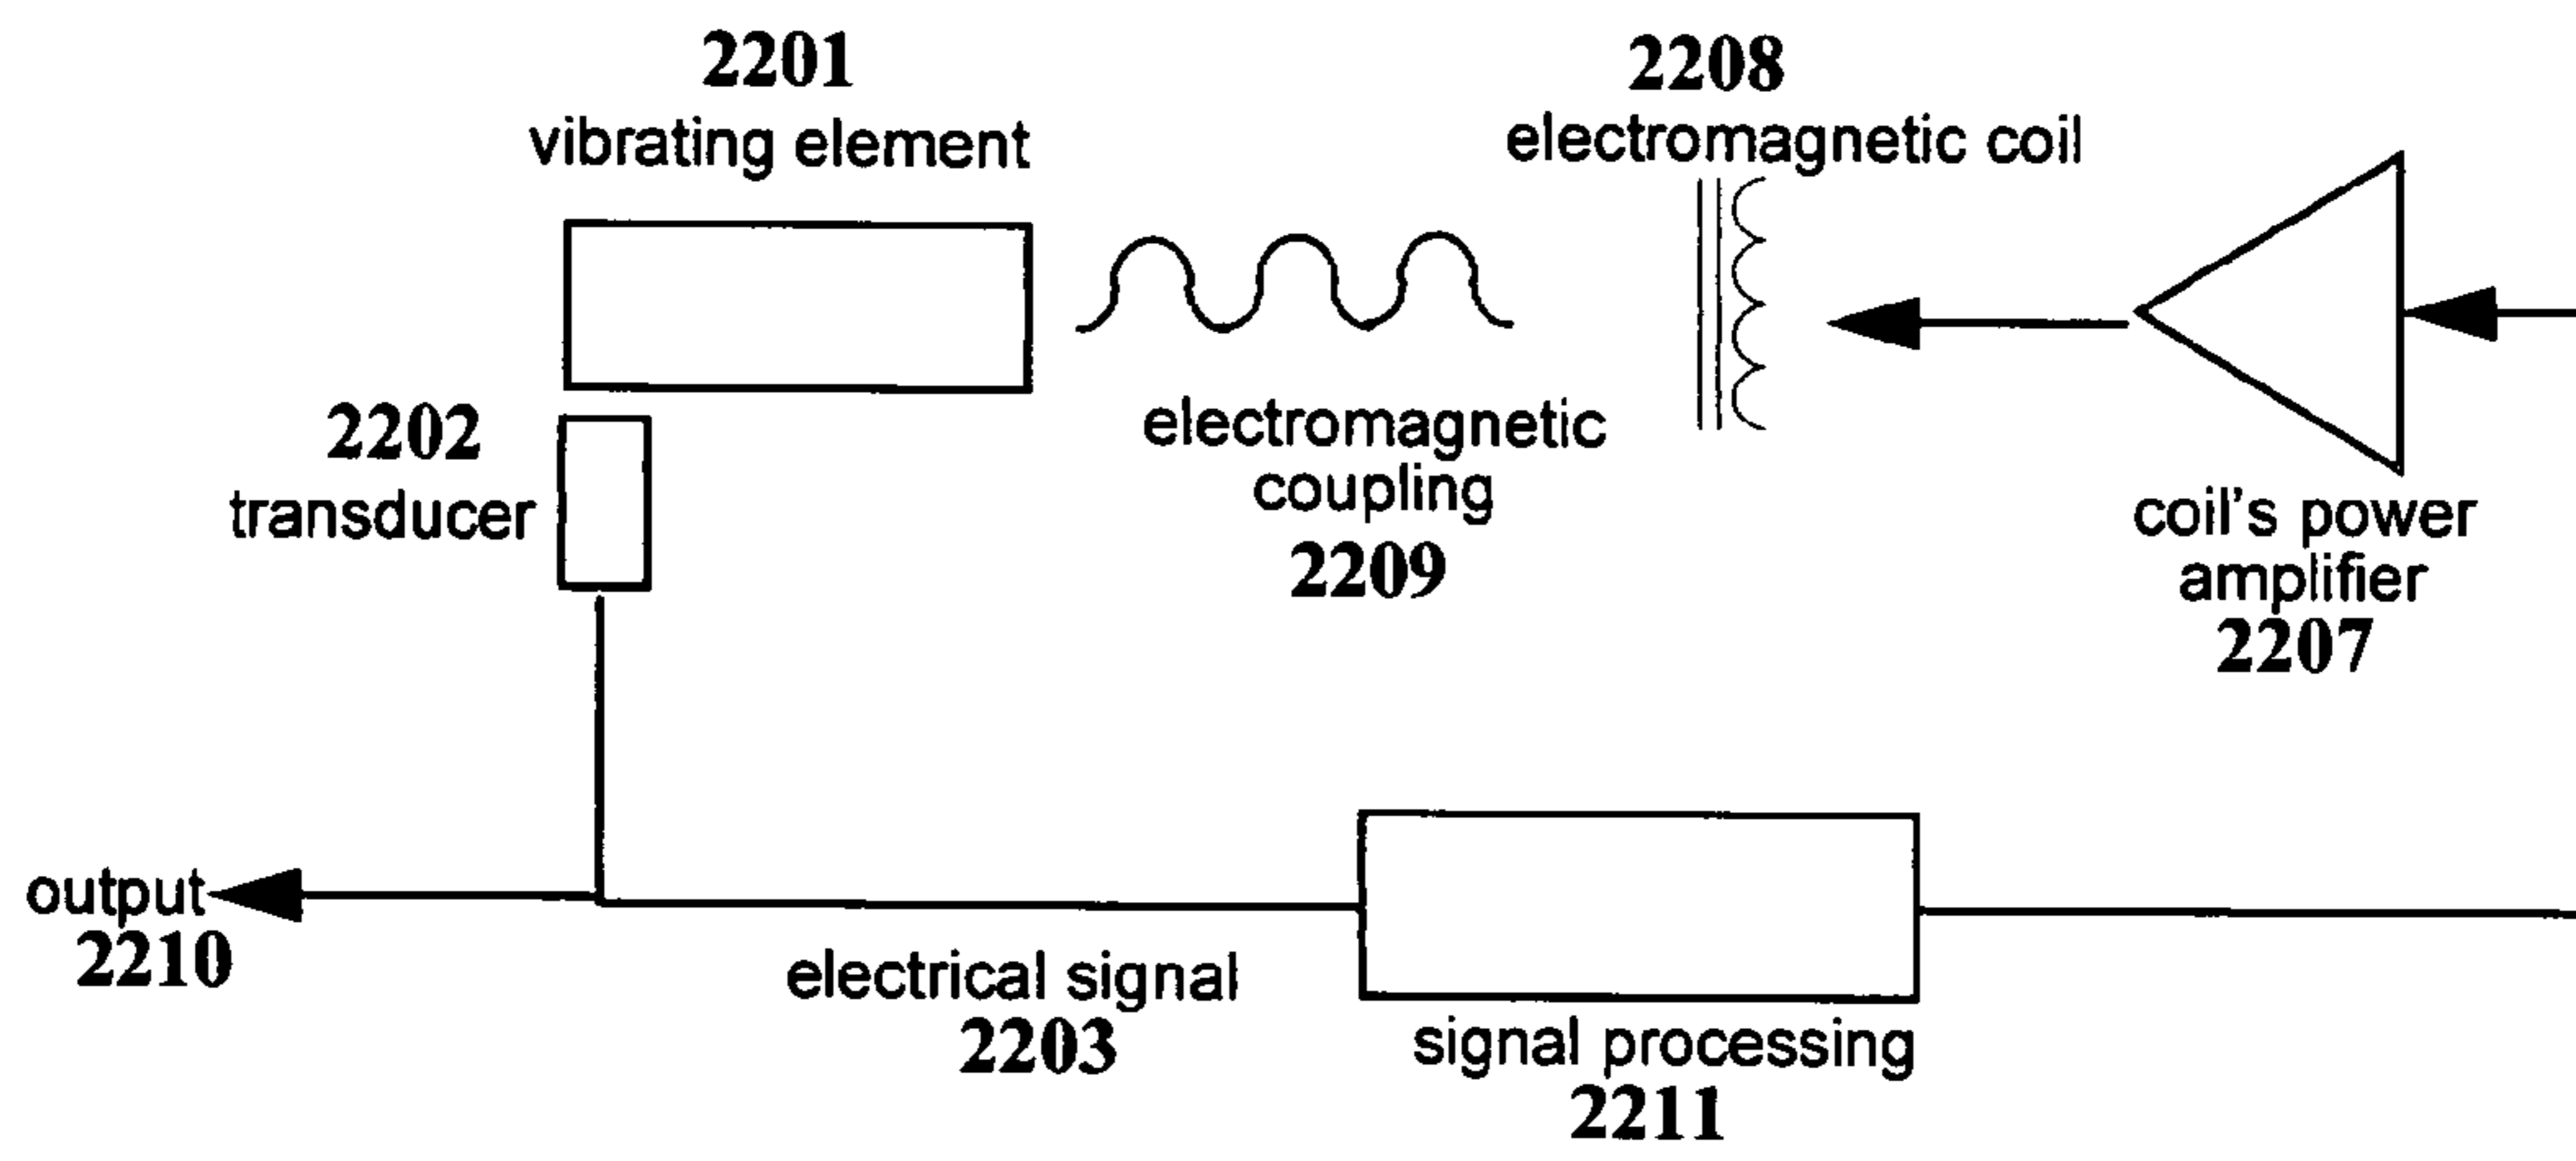 2201
vibrating element
2208
electromagnetic coil
2202
transducer
electromagnetic
coupling
2209
coil's power
amplifier
2207
output
2210
electrical signal
2203
signal processing
2211